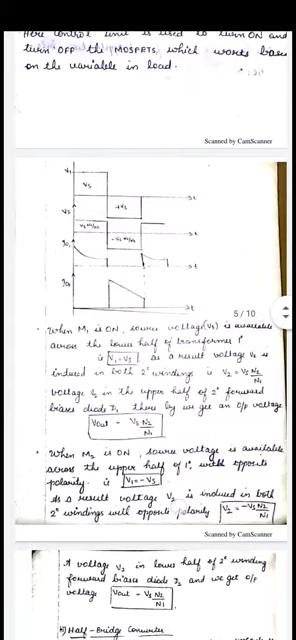 Here control unit is used to turn ON and
turn OFF the MOSFETS, which works base
on the variable in load.
Scanned by CamScanner
V1
Vs
-Vs
→t
V2
Vs N2/N1
-Vs N2/N1
→t
→t
→t
5 / 10
• When M1 is ON, source voltage (Vs) is available
across the lower half of transformer 1°
is V1 = Vs as a result voltage V2 is
induced in both 2° windings is V2 = Vs N2/N1
voltage V2 in the upper half of 2° forward
biases diode D1, there by we get an O/P voltage
Vout - Vs N2/N1
• When M2 is ON, source voltage is available
across the upper half of 1° with opposite
polarity. is V1 = -Vs
As a result voltage V2 is induced in both
2° windings with opposite polarity V2 = -Vs N2/N1
Scanned by CamScanner
A voltage V2 in lower half of 2° winding
forward biases diode D2 and we get O/P
voltage Vout - Vs N2/N1
b) Half-Bridge Converter